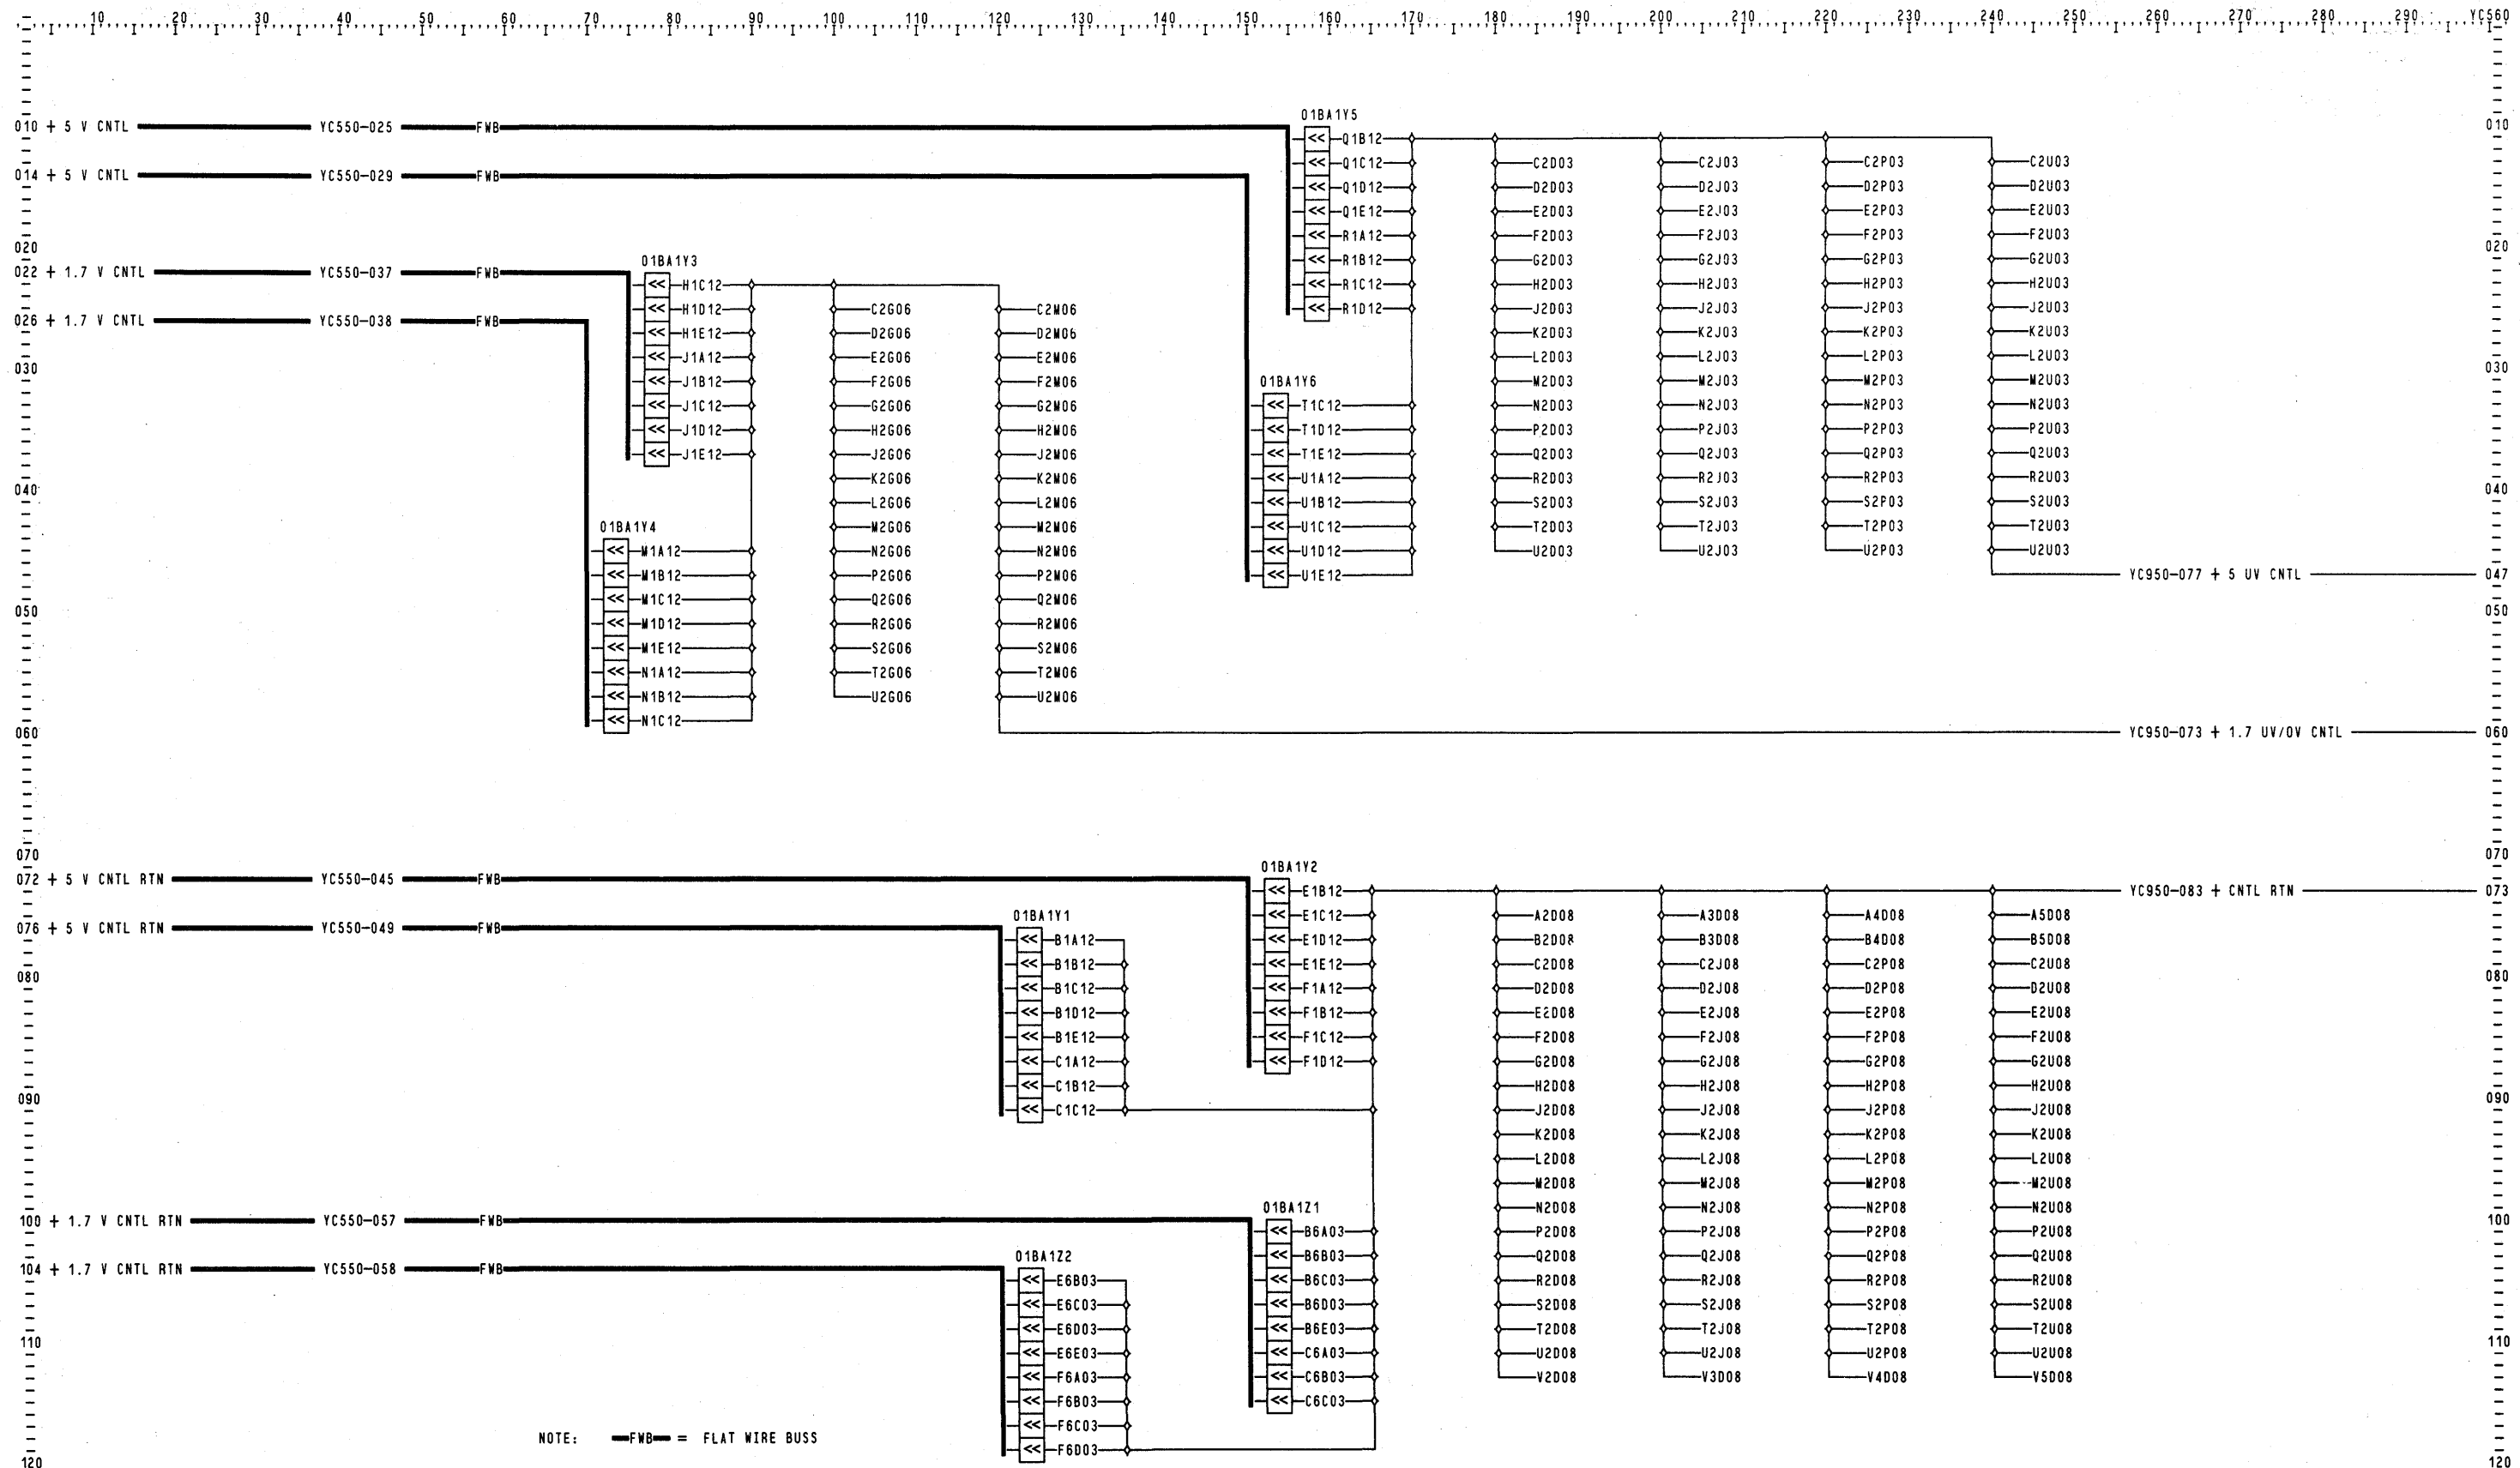 10 20 30 40 50 60 70 80 90 100 110 120 130 140 150 160 170 180 190 200 210 220 230 240 250 260 270 280 290 YC560
01BA1Y5
010 + 5 V CNTL YC550-025 FWB 010
<< Q1B12
<< Q1C12 C2D03 C2J03 C2P03 C2U03
014 + 5 V CNTL YC550-029 FWB
<< Q1D12 D2D03 D2J03 D2P03 D2U03
<< Q1E12 E2D03 E2J03 E2P03 E2U03
<< R1A12 F2D03 F2J03 F2P03 F2U03
020 020
01BA1Y3
<< R1B12 G2D03 G2J03 G2P03 G2U03
022 + 1.7 V CNTL YC550-037 FWB
<< H1C12 << R1C12 H2D03 H2J03 H2P03 H2U03
<< H1D12 C2G06 C2M06 << R1D12 J2D03 J2J03 J2P03 J2U03
026 + 1.7 V CNTL YC550-038 FWB
<< H1E12 D2G06 D2M06 K2D03 K2J03 K2P03 K2U03
<< J1A12 E2G06 E2M06 L2D03 L2J03 L2P03 L2U03
030 030
<< J1B12 F2G06 F2M06 01BA1Y6 M2D03 M2J03 M2P03 M2U03
<< J1C12 G2G06 G2M06 << T1C12 N2D03 N2J03 N2P03 N2U03
<< J1D12 H2G06 H2M06 << T1D12 P2D03 P2J03 P2P03 P2U03
<< J1E12 J2G06 J2M06 << T1E12 Q2D03 Q2J03 Q2P03 Q2U03
K2G06 K2M06 << U1A12 R2D03 R2J03 R2P03 R2U03
040 040
L2G06 L2M06 << U1B12 S2D03 S2J03 S2P03 S2U03
01BA1Y4 M2G06 M2M06 << U1C12 T2D03 T2J03 T2P03 T2U03
<< M1A12 N2G06 N2M06 << U1D12 U2D03 U2J03 U2P03 U2U03
<< M1B12 P2G06 P2M06 << U1E12 YC950-077 + 5 UV CNTL 047
<< M1C12 Q2G06 Q2M06
050 050
<< M1D12 R2G06 R2M06
<< M1E12 S2G06 S2M06
<< N1A12 T2G06 T2M06
<< N1B12 U2G06 U2M06
<< N1C12
060 YC950-073 + 1.7 UV/OV CNTL 060
070 070
01BA1Y2
072 + 5 V CNTL RTN YC550-045 FWB
<< E1B12 YC950-083 + CNTL RTN 073
01BA1Y1 << E1C12 A2D08 A3D08 A4D08 A5D08
076 + 5 V CNTL RTN YC550-049 FWB
<< B1A12 << E1D12 B2D08 B3D08 B4D08 B5D08
<< B1B12 << E1E12 C2D08 C2J08 C2P08 C2U08
080 080
<< B1C12 << F1A12 D2D08 D2J08 D2P08 D2U08
<< B1D12 << F1B12 E2D08 E2J08 E2P08 E2U08
<< B1E12 << F1C12 F2D08 F2J08 F2P08 F2U08
<< C1A12 << F1D12 G2D08 G2J08 G2P08 G2U08
<< C1B12 H2D08 H2J08 H2P08 H2U08
090 090
<< C1C12 J2D08 J2J08 J2P08 J2U08
K2D08 K2J08 K2P08 K2U08
L2D08 L2J08 L2P08 L2U08
M2D08 M2J08 M2P08 M2U08
01BA1Z1 N2D08 N2J08 N2P08 N2U08
100 + 1.7 V CNTL RTN YC550-057 FWB 100
<< B6A03 P2D08 P2J08 P2P08 P2U08
01BA1Z2 << B6B03 Q2D08 Q2J08 Q2P08 Q2U08
104 + 1.7 V CNTL RTN YC550-058 FWB
<< E6B03 << B6C03 R2D08 R2J08 R2P08 R2U08
<< E6C03 << B6D03 S2D08 S2J08 S2P08 S2U08
<< E6D03 << B6E03 T2D08 T2J08 T2P08 T2U08
110 110
<< E6E03 << C6A03 U2D08 U2J08 U2P08 U2U08
<< F6A03 << C6B03 V2D08 V3D08 V4D08 V5D08
<< F6B03 << C6C03
<< F6C03
NOTE: FWB = FLAT WIRE BUSS
<< F6D03
120 120